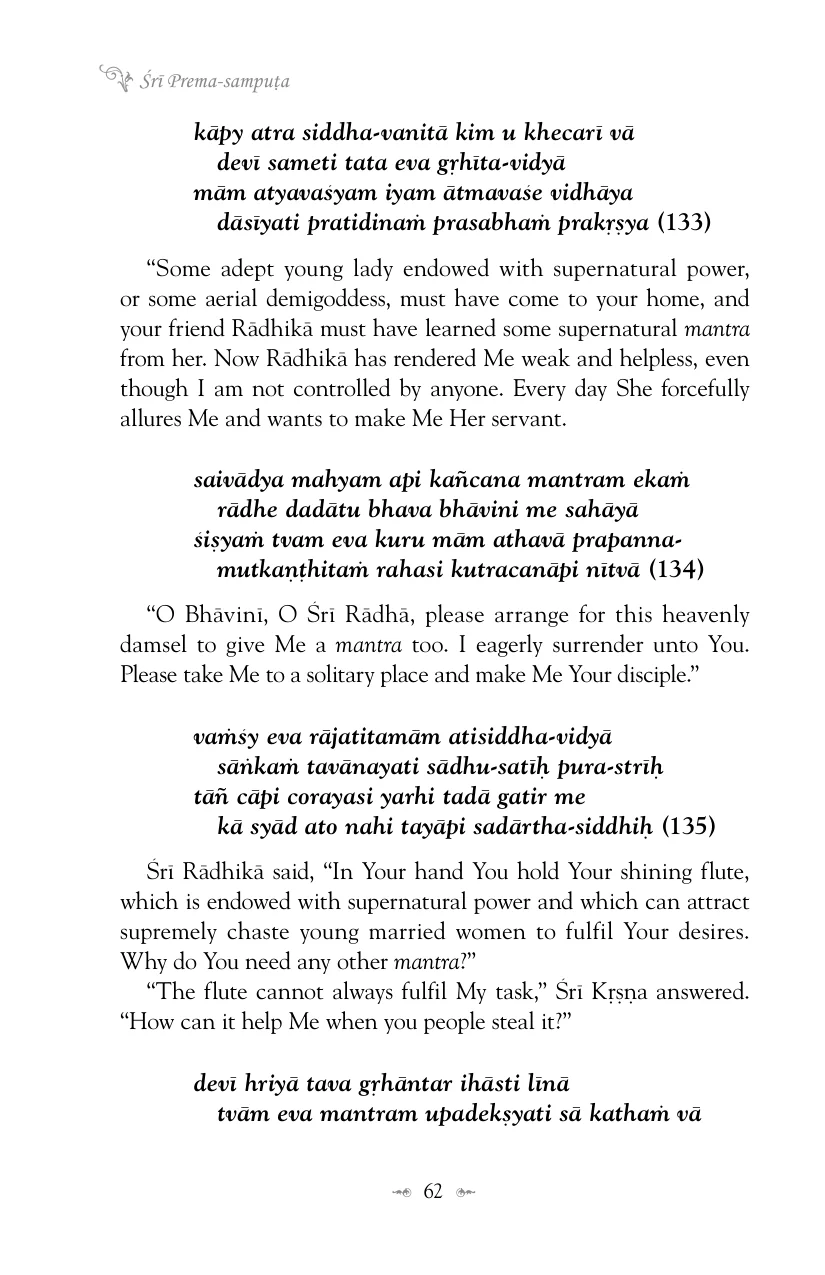 Śrī Prema-sampuṭa
kāpy atra siddha-vanitā kim u khecarī vā
devī sameti tata eva gṛhīta-vidyā
mām atyavaśyam iyam ātmavaśe vidhāya
dāsīyati pratidinaṁ prasabhaṁ prakṛṣya (133)
“Some adept young lady endowed with supernatural power,
or some aerial demigoddess, must have come to your home, and
your friend Rādhikā must have learned some supernatural mantra
from her. Now Rādhikā has rendered Me weak and helpless, even
though I am not controlled by anyone. Every day She forcefully
allures Me and wants to make Me Her servant.
saivādya mahyam api kañcana mantram ekaṁ
rādhe dadātu bhava bhāvini me sahāyā
śiṣyaṁ tvam eva kuru mām athavā prapanna-
mutkaṇṭhitaṁ rahasi kutracanāpi nītvā (134)
“O Bhāvinī, O Śrī Rādhā, please arrange for this heavenly
damsel to give Me a mantra too. I eagerly surrender unto You.
Please take Me to a solitary place and make Me Your disciple.”
vaṁśy eva rājatitamām atisiddha-vidyā
sāṅkaṁ tavānayati sādhu-satīḥ pura-strīḥ
tāñ cāpi corayasi yarhi tadā gatir me
kā syād ato nahi tayāpi sadārtha-siddhiḥ (135)
Śrī Rādhikā said, “In Your hand You hold Your shining flute,
which is endowed with supernatural power and which can attract
supremely chaste young married women to fulfil Your desires.
Why do You need any other mantra?”
“The flute cannot always fulfil My task,” Śrī Kṛṣṇa answered.
“How can it help Me when you people steal it?”
devī hriyā tava gṛhāntar ihāsti līnā
tvām eva mantram upadekṣyati sā kathaṁ vā
62